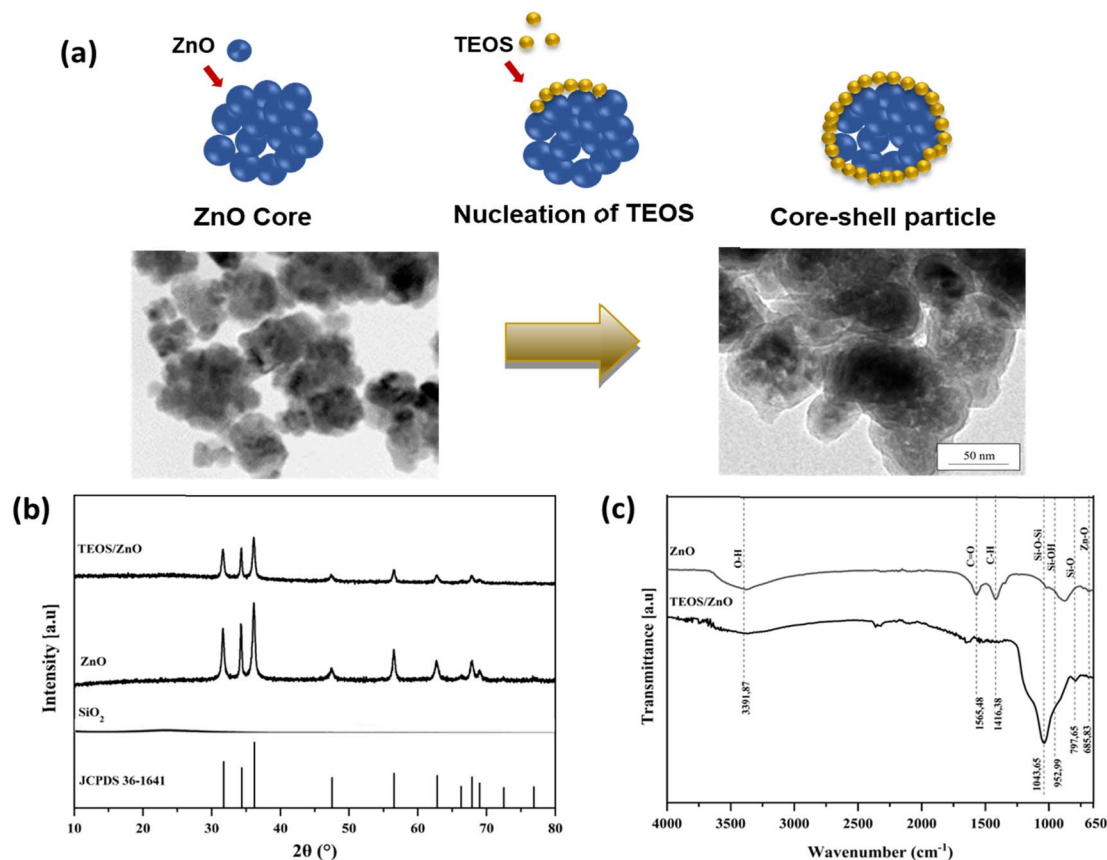 (a)
ZnO
TEOS
ZnO Core
Nucleation of TEOS
Core-shell particle
50 nm
(b)
TEOS/ZnO
ZnO
SiO₂
JCPDS 36-1641
Intensity [a.u]
10 20 30 40 50 60 70 80
2θ (°)
(c)
ZnO
TEOS/ZnO
O-H
C=O
C-H
Si-O-Si
Si-OH
Si-O
Zn-O
3391,87
1565,48
1416,38
1043,65
952,99
797,65
685,83
Transmittance [a.u]
4000 3500 3000 2500 2000 1500 1000 650
Wavenumber (cm⁻¹)